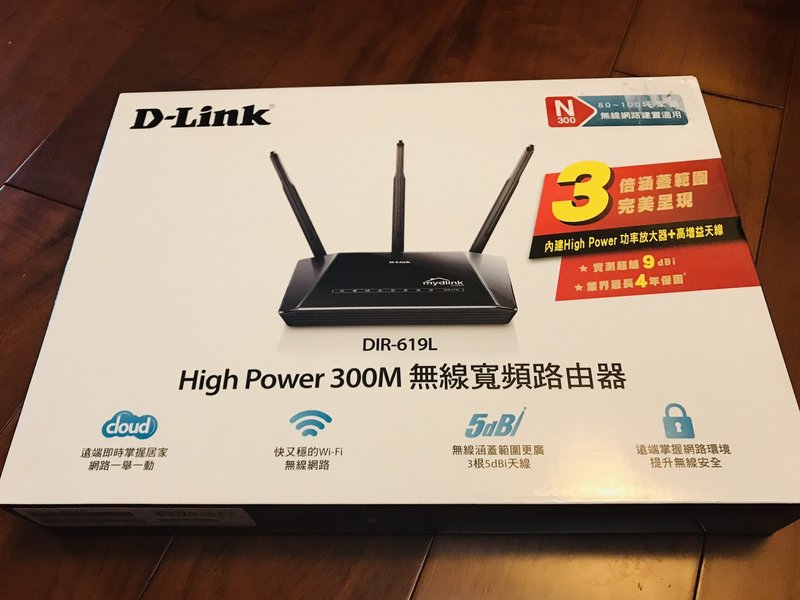 D-Link
N
300
80~100坪家用
無線網路建置適用
3
倍涵蓋範圍
完美呈現
內建High Power 功率放大器+高增益天線
★ 實測超越9dBi
★ 業界最長4年保固
D-Link
mydlink
DIR-619L
High Power 300M 無線寬頻路由器
cloud
遠端即時掌握居家
網路一舉一動
快又穩的Wi-Fi
無線網路
5dBi
無線涵蓋範圍更廣
3根5dBi天線
遠端掌握網路環境
提升無線安全